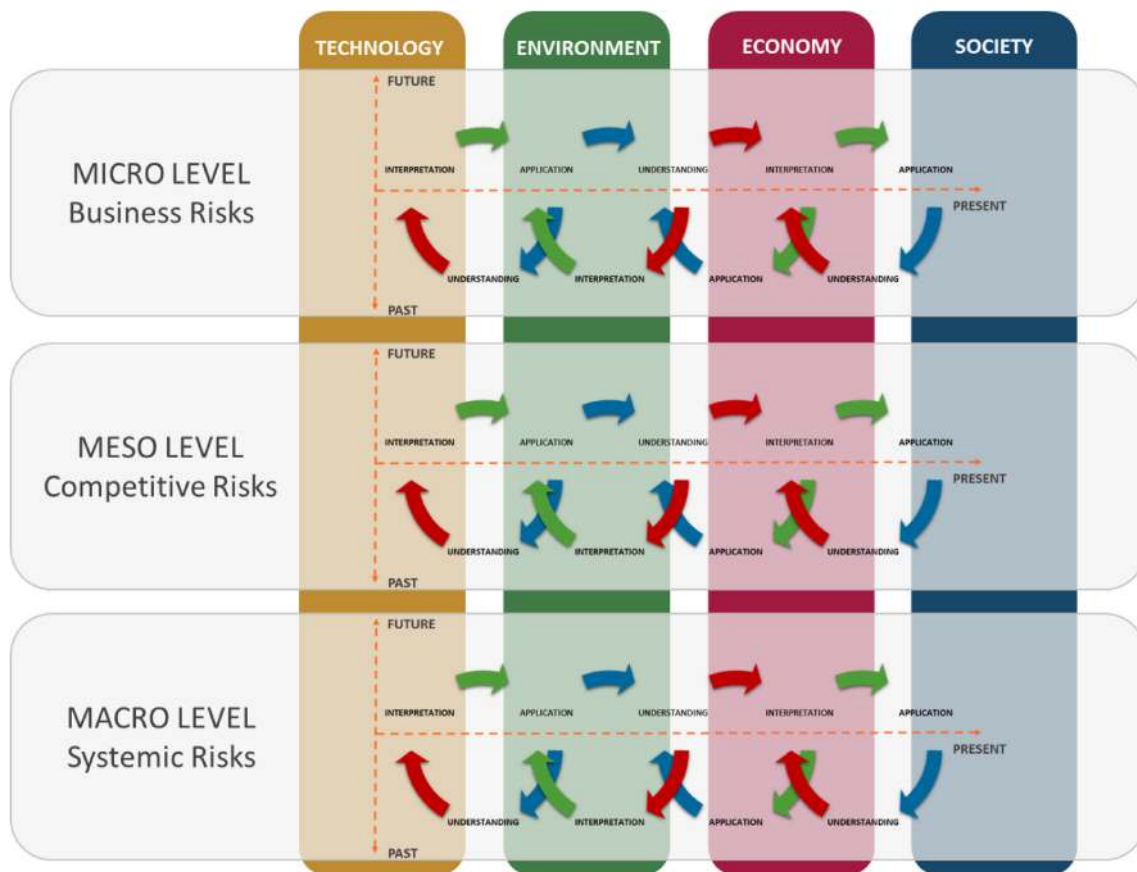 TECHNOLOGY ENVIRONMENT ECONOMY SOCIETY
FUTURE
INTERPRETATION APPLICATION UNDERSTANDING INTERPRETATION APPLICATION
MICRO LEVEL
Business Risks
PRESENT
UNDERSTANDING INTERPRETATION APPLICATION UNDERSTANDING
PAST
FUTURE
INTERPRETATION APPLICATION UNDERSTANDING INTERPRETATION APPLICATION
MESO LEVEL
Competitive Risks
PRESENT
UNDERSTANDING INTERPRETATION APPLICATION UNDERSTANDING
PAST
FUTURE
INTERPRETATION APPLICATION UNDERSTANDING INTERPRETATION APPLICATION
MACRO LEVEL
Systemic Risks
PRESENT
UNDERSTANDING INTERPRETATION APPLICATION UNDERSTANDING
PAST